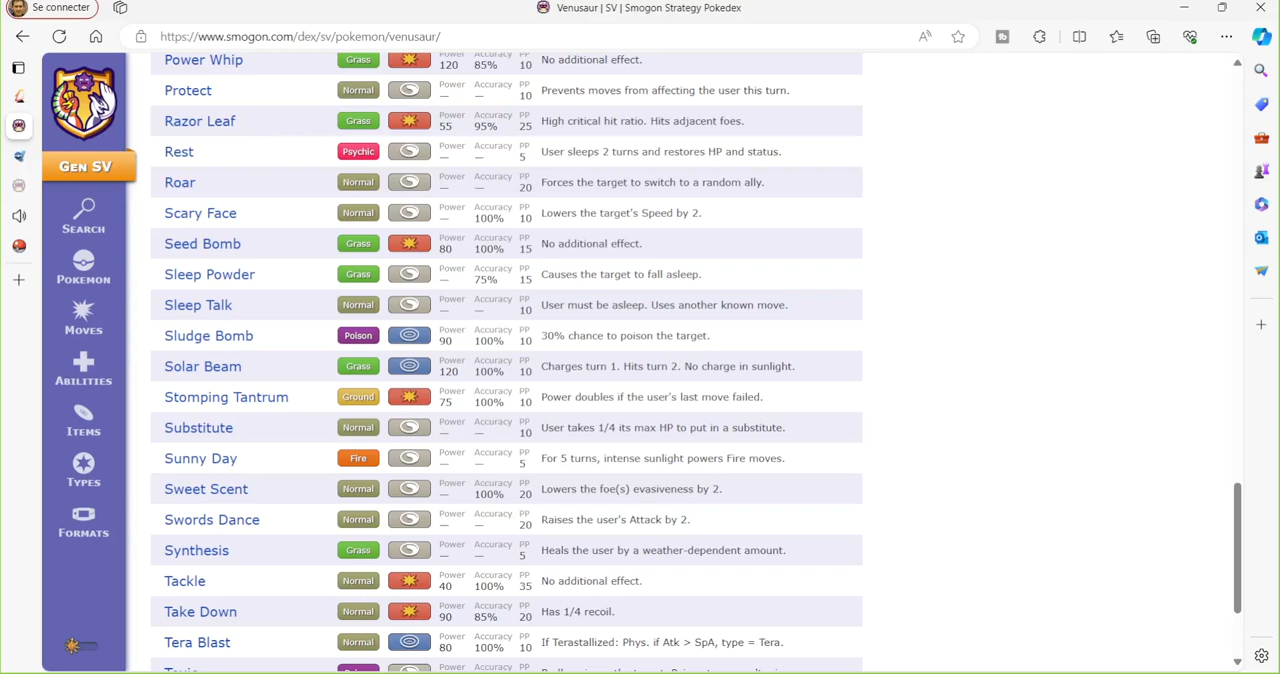 Se connecter
Venusaur | SV | Smogon Strategy Pokedex
https://www.smogon.com/dex/sv/pokemon/venusaur/
GEN SV
SEARCH
POKEMON
MOVES
ABILITIES
ITEMS
TYPES
FORMATS
Power Whip Grass Power 120 Accuracy 85% PP 10 No additional effect.
Protect Normal Power — Accuracy — PP 10 Prevents moves from affecting the user this turn.
Razor Leaf Grass Power 55 Accuracy 95% PP 25 High critical hit ratio. Hits adjacent foes.
Rest Psychic Power — Accuracy — PP 5 User sleeps 2 turns and restores HP and status.
Roar Normal Power — Accuracy — PP 20 Forces the target to switch to a random ally.
Scary Face Normal Power — Accuracy 100% PP 10 Lowers the target's Speed by 2.
Seed Bomb Grass Power 80 Accuracy 100% PP 15 No additional effect.
Sleep Powder Grass Power — Accuracy 75% PP 15 Causes the target to fall asleep.
Sleep Talk Normal Power — Accuracy — PP 10 User must be asleep. Uses another known move.
Sludge Bomb Poison Power 90 Accuracy 100% PP 10 30% chance to poison the target.
Solar Beam Grass Power 120 Accuracy 100% PP 10 Charges turn 1. Hits turn 2. No charge in sunlight.
Stomping Tantrum Ground Power 75 Accuracy 100% PP 10 Power doubles if the user's last move failed.
Substitute Normal Power — Accuracy — PP 10 User takes 1/4 its max HP to put in a substitute.
Sunny Day Fire Power — Accuracy — PP 5 For 5 turns, intense sunlight powers Fire moves.
Sweet Scent Normal Power — Accuracy 100% PP 20 Lowers the foe(s) evasiveness by 2.
Swords Dance Normal Power — Accuracy — PP 20 Raises the user's Attack by 2.
Synthesis Grass Power — Accuracy — PP 5 Heals the user by a weather-dependent amount.
Tackle Normal Power 40 Accuracy 100% PP 35 No additional effect.
Take Down Normal Power 90 Accuracy 85% PP 20 Has 1/4 recoil.
Tera Blast Normal Power 80 Accuracy 100% PP 10 If Terastallized: Phys. if Atk > SpA, type = Tera.
Power Accuracy PP